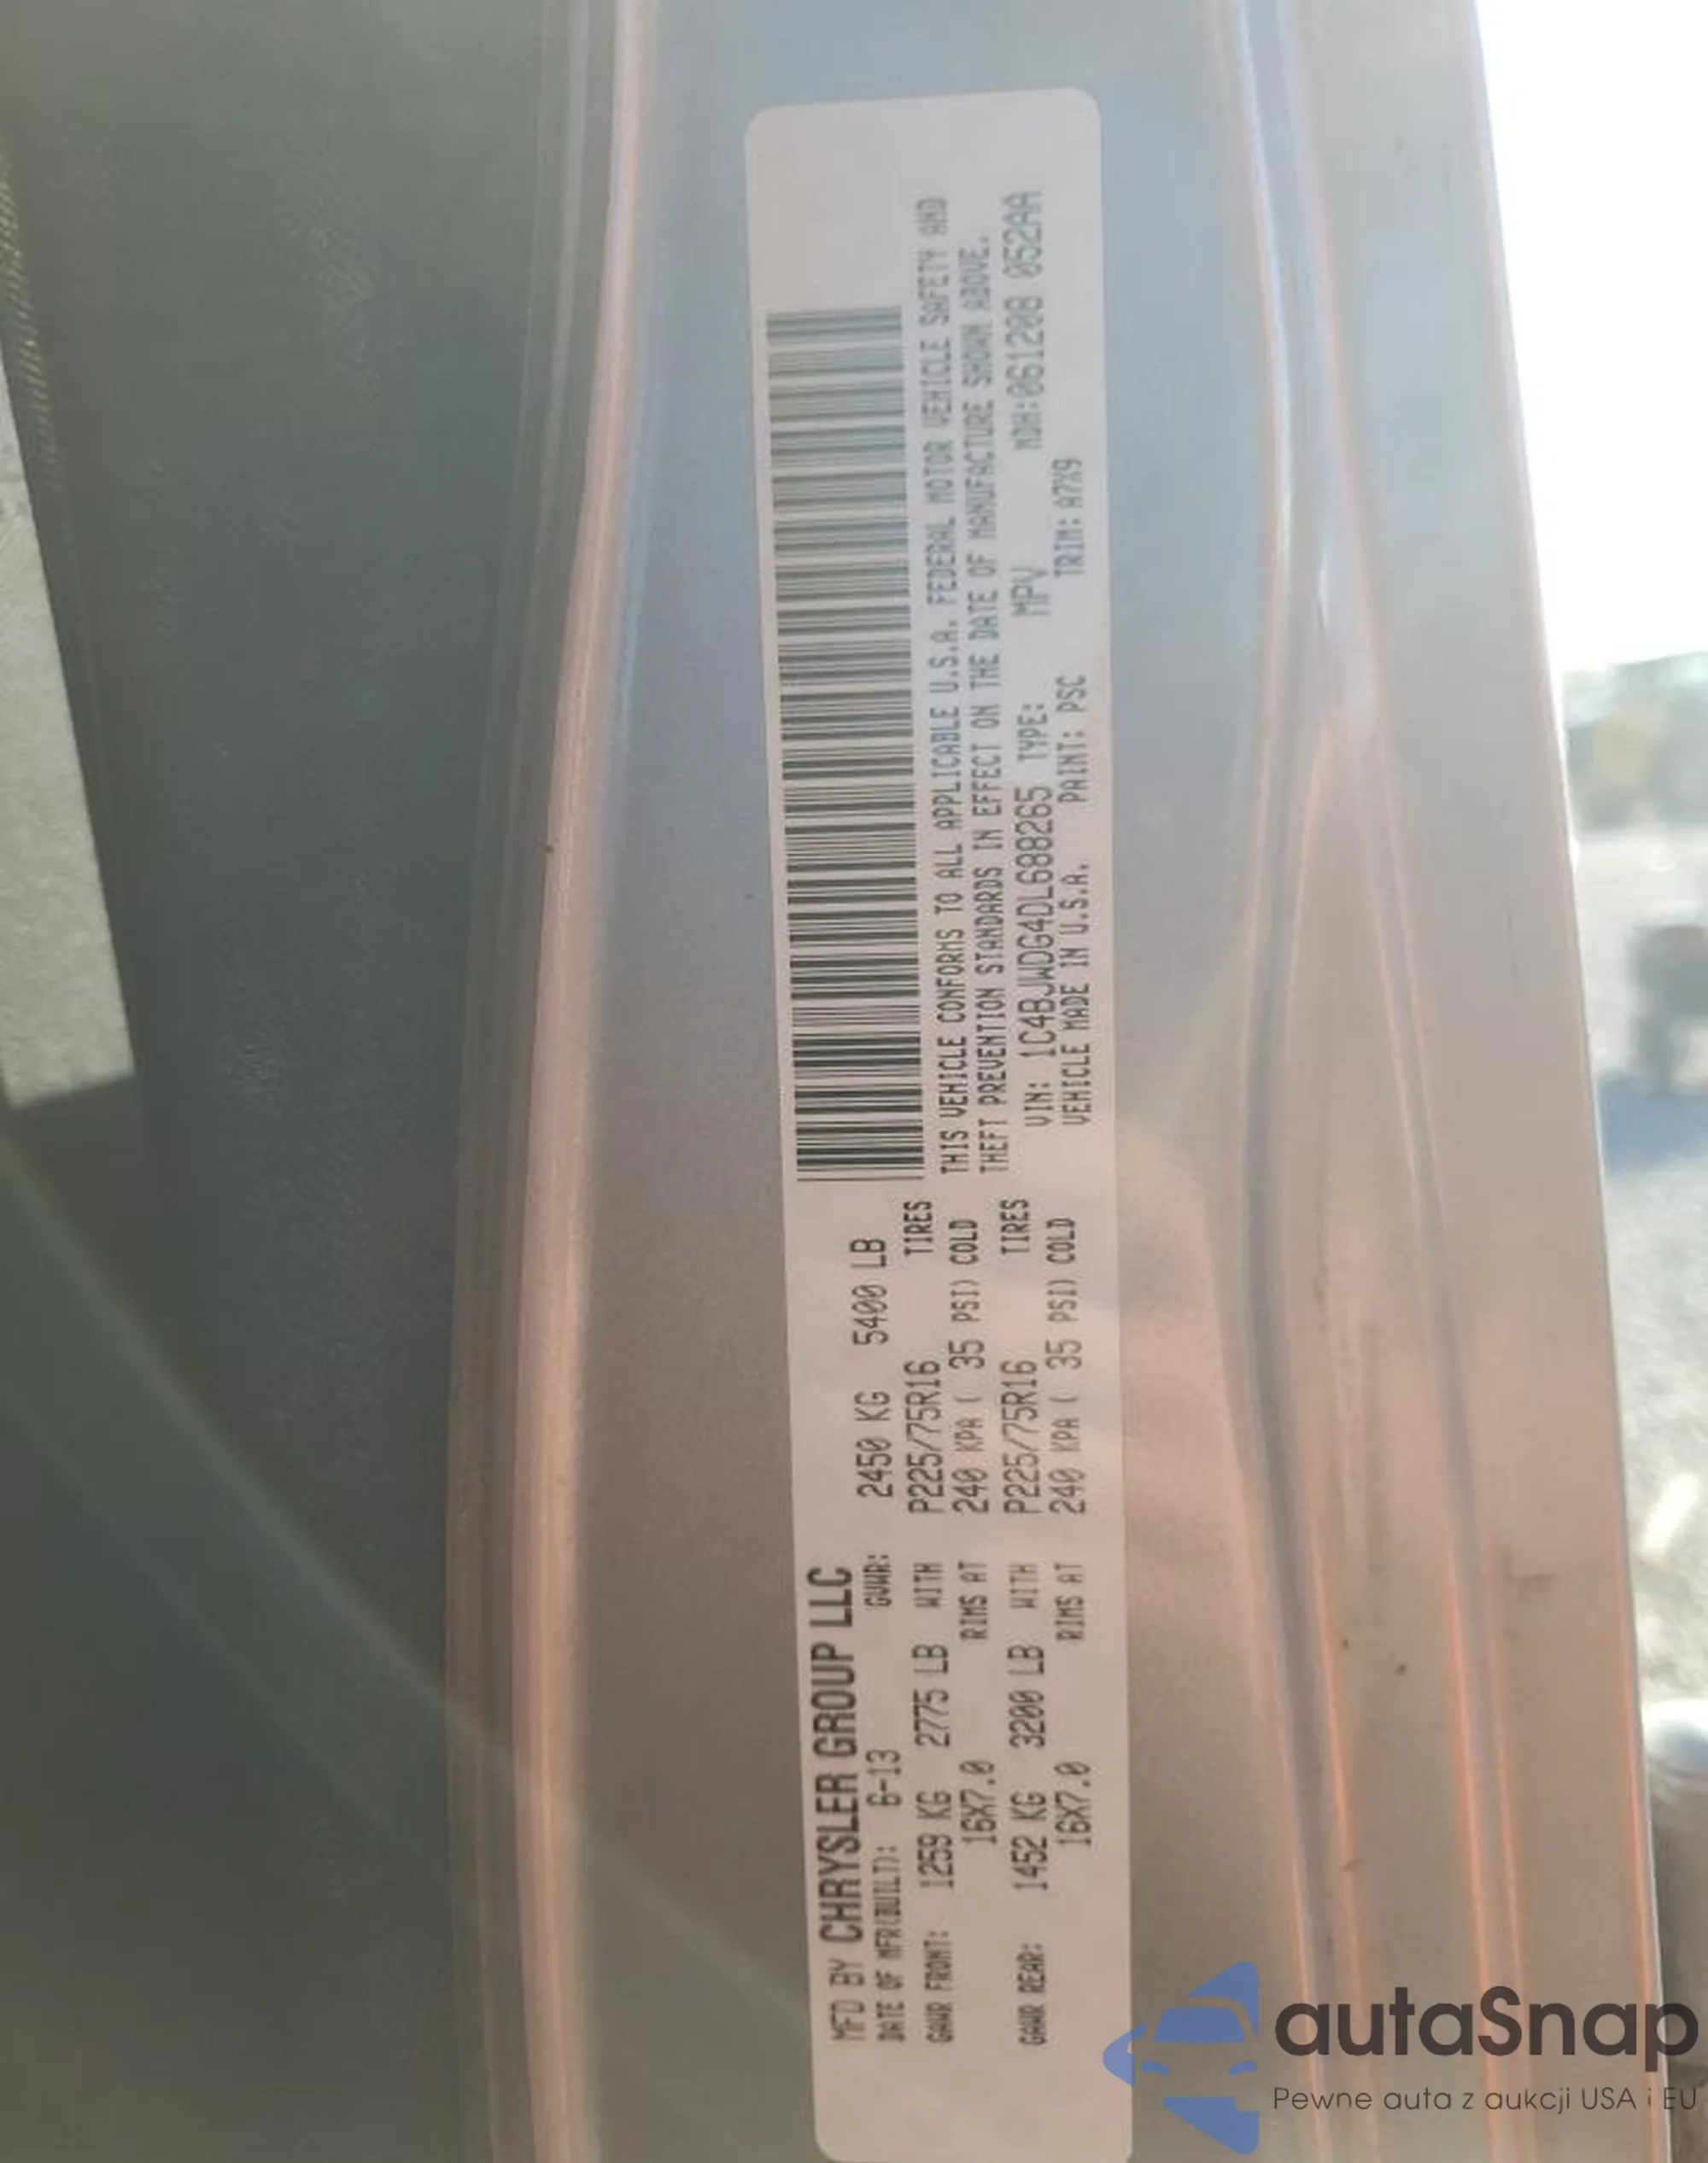 MFD BY CHRYSLER GROUP LLC
DATE OF MFR(BUILT): 6-13 GVWR: 2450 KG 5400 LB
GAWR FRONT: 1259 KG 2775 LB WITH P225/75R16 TIRES
16X7.0 RIMS AT 240 KPA ( 35 PSI) COLD
GAWR REAR: 1452 KG 3200 LB WITH P225/75R16 TIRES
16X7.0 RIMS AT 240 KPA ( 35 PSI) COLD
THIS VEHICLE CONFORMS TO ALL APPLICABLE U.S.A. FEDERAL MOTOR VEHICLE SAFETY AND
THEFT PREVENTION STANDARDS IN EFFECT ON THE DATE OF MANUFACTURE SHOWN ABOVE.
VIN: 1C4BJWDG4DL688265 TYPE: MPV MDH:061208 052AA
VEHICLE MADE IN U.S.A. PAINT: PSC TRIM: A7X9
autaSnap
Pewne auta z aukcji USA i EU